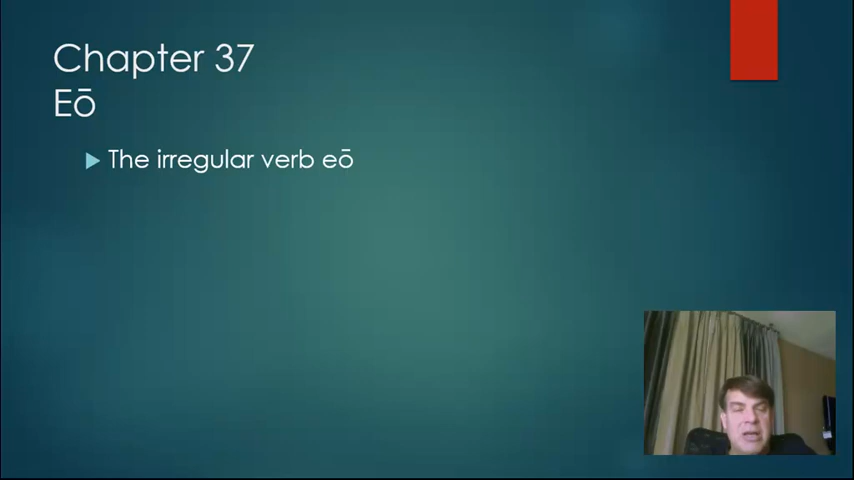 Chapter 37
Eō
The irregular verb eō